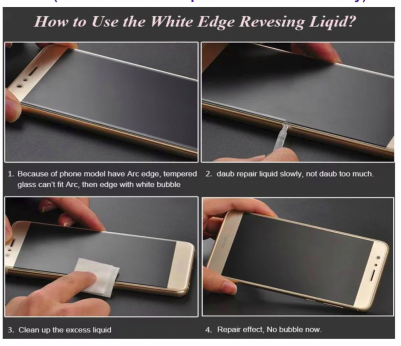 How to Use the White Edge Revesing Liqid?
1. Because of phone model have Arc edge, tempered
glass can't fit Arc, then edge with white bubble
2. daub repair liquid slowly, not daub too much.
3. Clean up the excess liquid
4. Repair effect, No bubble now.